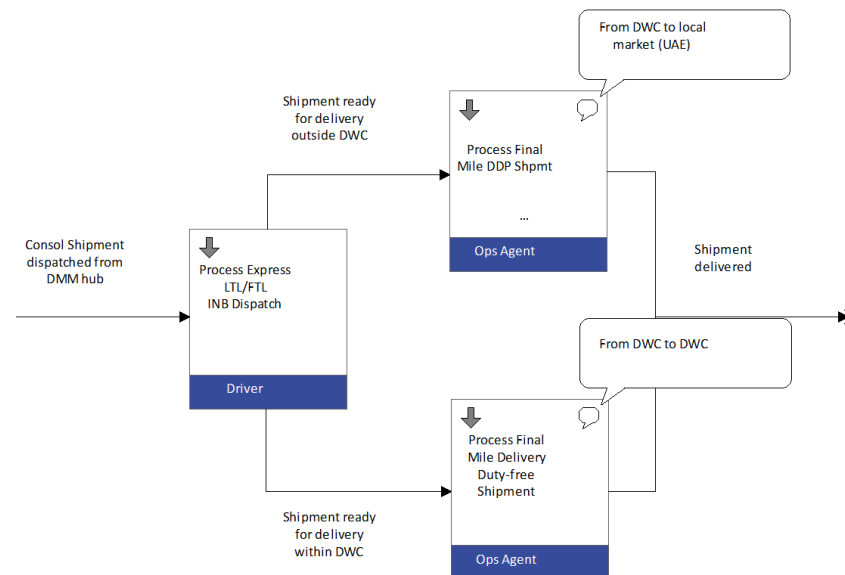 From DWC to local
market (UAE)
Shipment ready
for delivery
outside DWC
Process Final
Mile DDP Shpmt
...
Ops Agent
Consol Shipment
dispatched from
DMM hub
Process Express
LTL/FTL
INB Dispatch
Driver
Shipment
delivered
From DWC to DWC
Process Final
Mile Delivery
Duty-free
Shipment
Ops Agent
Shipment ready
for delivery
within DWC